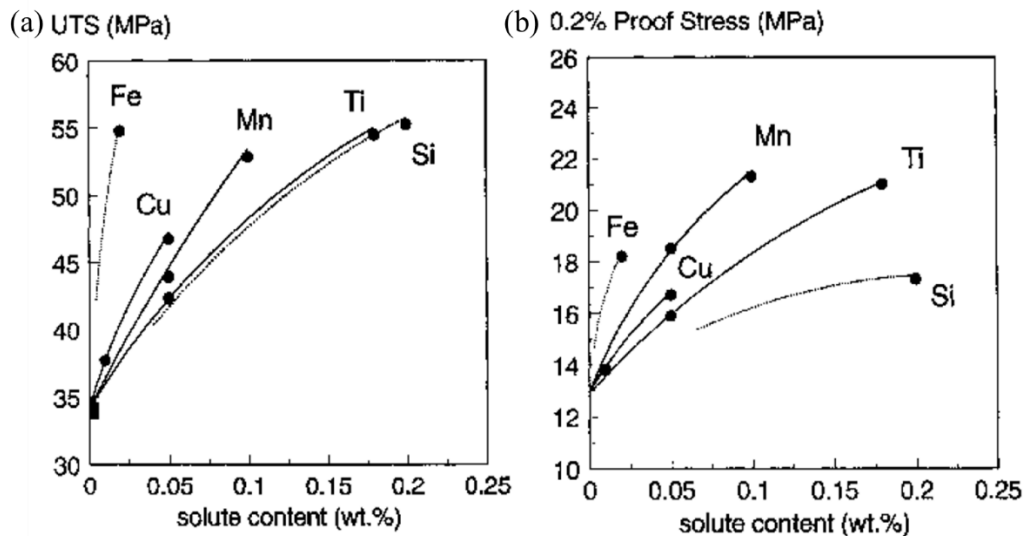 (a) UTS (MPa)
60
55
50
45
40
35
30
Fe
Mn
Ti
Si
Cu
0 0.05 0.1 0.15 0.2 0.25
solute content (wt.%)
(b) 0.2% Proof Stress (MPa)
26
24
22
20
18
16
14
12
10
Mn
Ti
Fe
Cu
Si
0 0.05 0.1 0.15 0.2 0.25
solute content (wt.%)